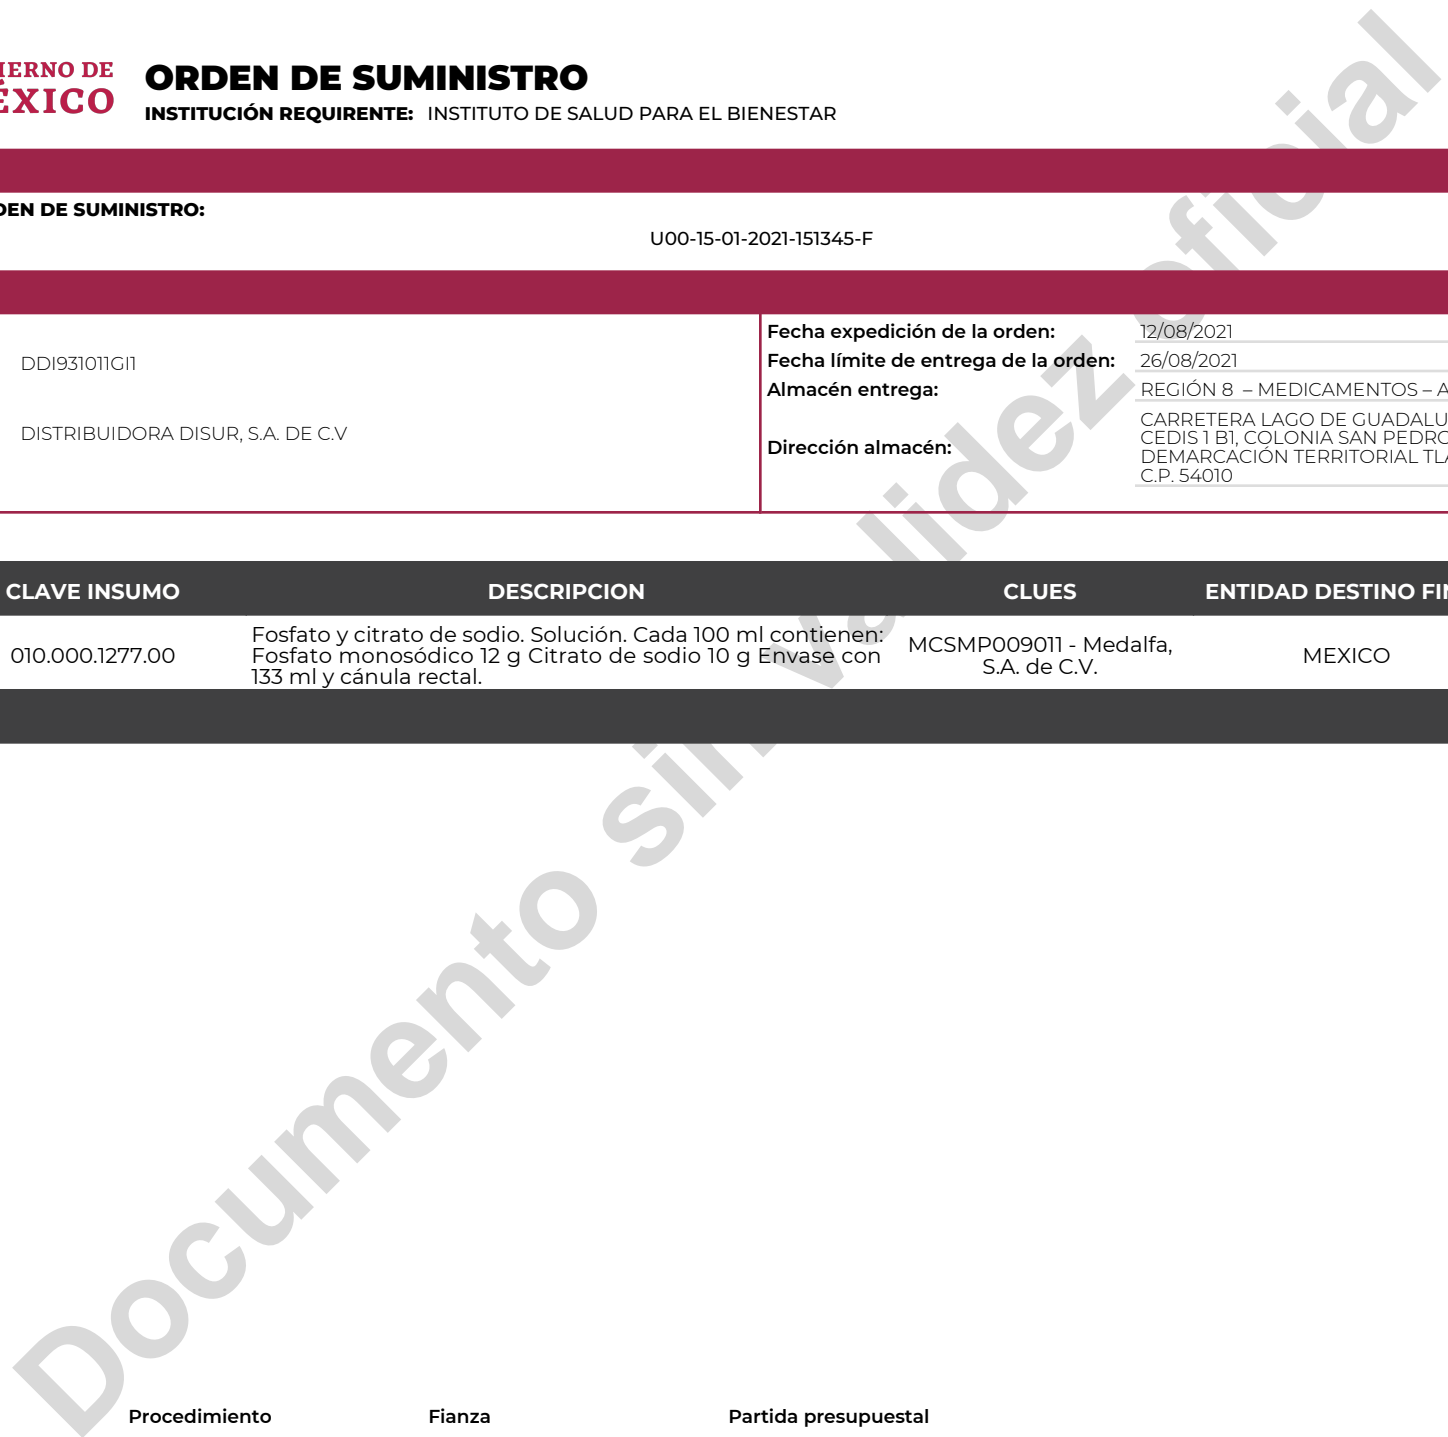 IERNO DE
ÉXICO
ORDEN DE SUMINISTRO
INSTITUCIÓN REQUIRENTE: INSTITUTO DE SALUD PARA EL BIENESTAR
DEN DE SUMINISTRO:
U00-15-01-2021-151345-F
DDI931011GI1
DISTRIBUIDORA DISUR, S.A. DE C.V
Fecha expedición de la orden: 12/08/2021
Fecha límite de entrega de la orden: 26/08/2021
Almacén entrega: REGIÓN 8 – MEDICAMENTOS – A
Dirección almacén:
CARRETERA LAGO DE GUADALU
CEDIS 1 B1, COLONIA SAN PEDRO
DEMARCACIÓN TERRITORIAL TLA
C.P. 54010
CLAVE INSUMO DESCRIPCION CLUES ENTIDAD DESTINO FIN
010.000.1277.00
Fosfato y citrato de sodio. Solución. Cada 100 ml contienen:
Fosfato monosódico 12 g Citrato de sodio 10 g Envase con
133 ml y cánula rectal.
MCSMP009011 - Medalfa,
S.A. de C.V.
MEXICO
Documento sin validez oficial
Procedimiento Fianza Partida presupuestal